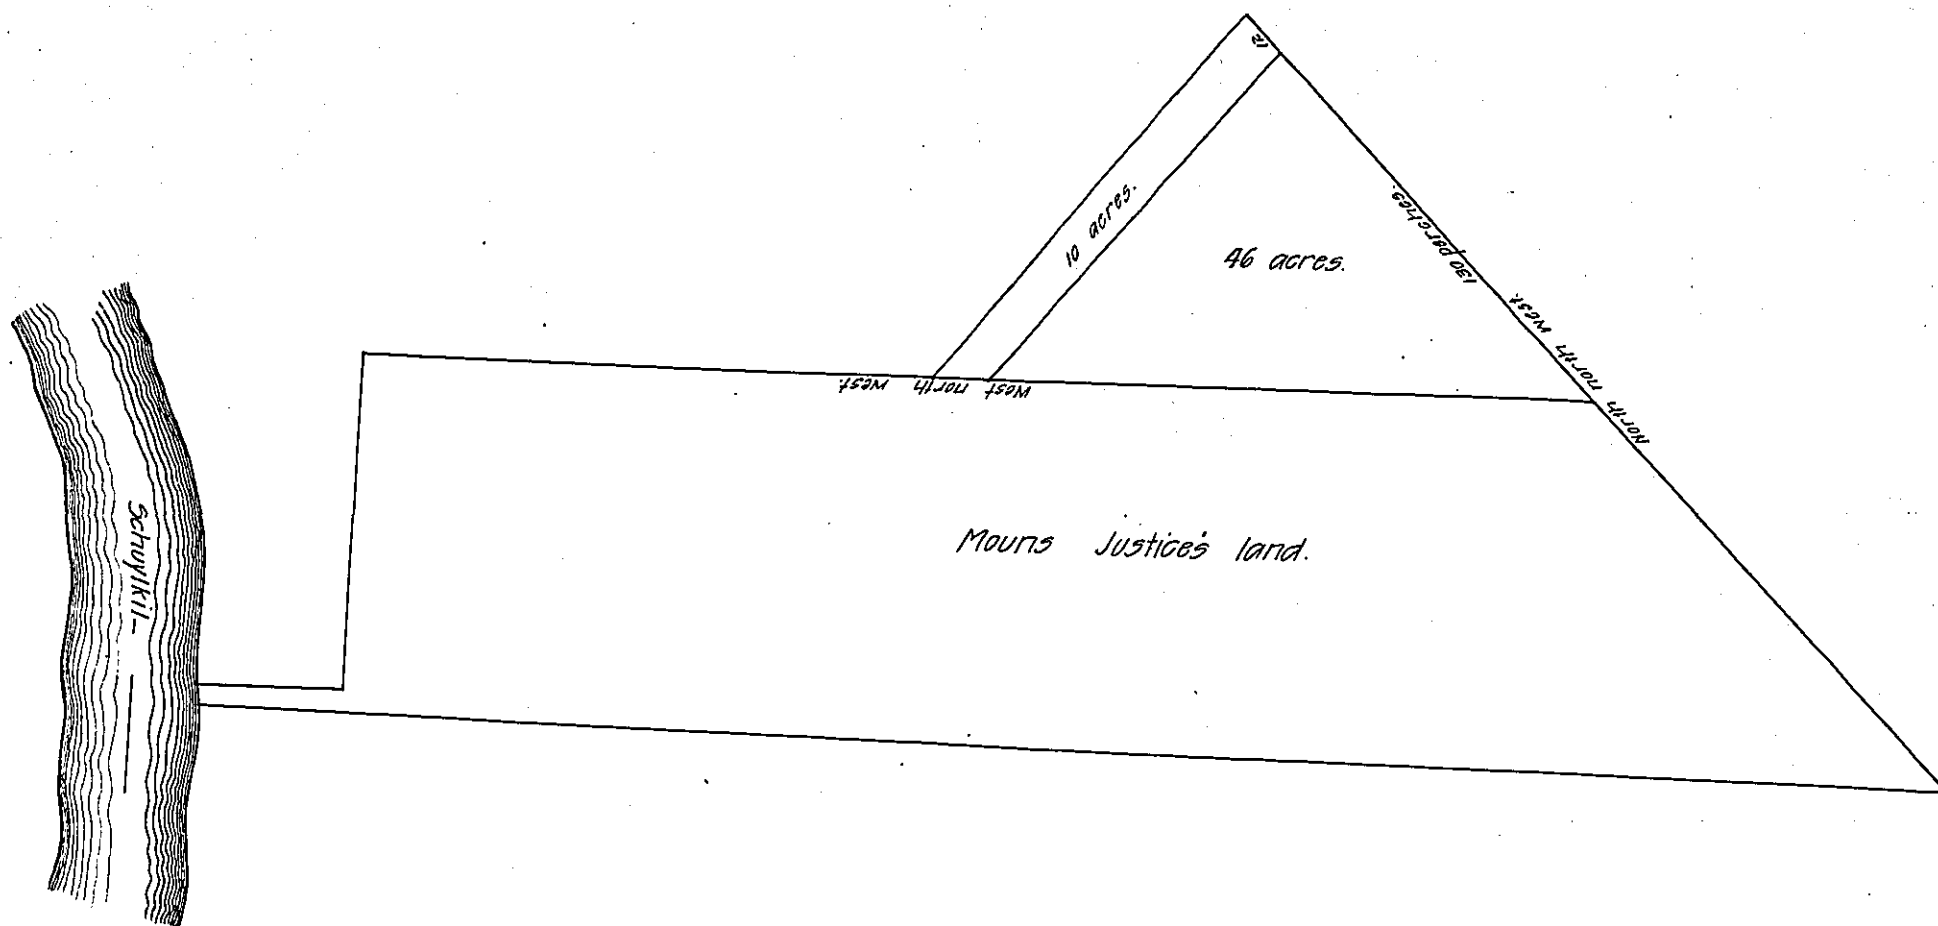 12
10 acres.
46 acres.
130 perches.
North north west.
West north west
Mouns Justice's land.
Schuylkil